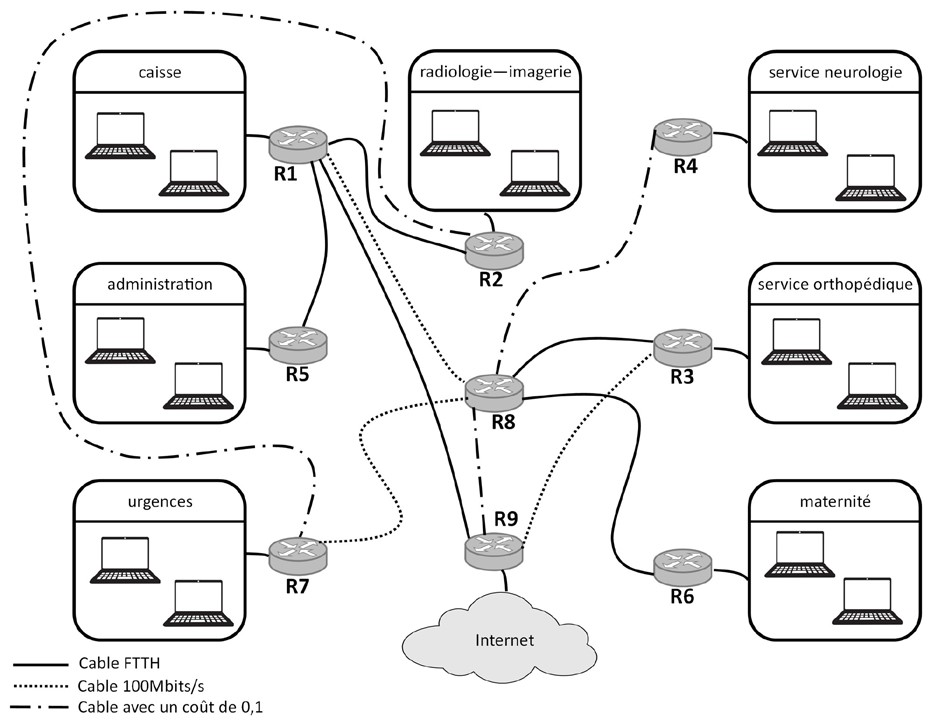 caisse
radiologie—imagerie
service neurologie
R1
R4
R2
administration
service orthopédique
R5
R3
R8
urgences
R9
maternité
R7
R6
Internet
Cable FTTH
Cable 100Mbits/s
Cable avec un coût de 0,1